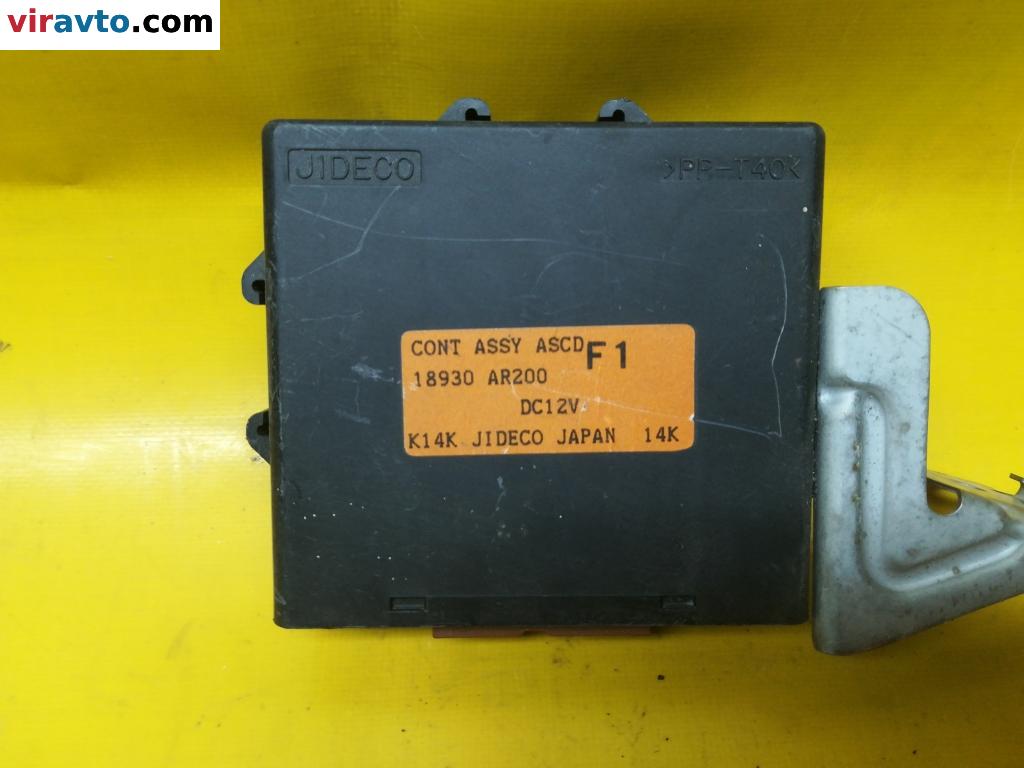 viravto.com
JIDECO
>PP-T40<
CONT ASSY ASCD F1
18930 AR200
DC12V
K14K JIDECO JAPAN 14K